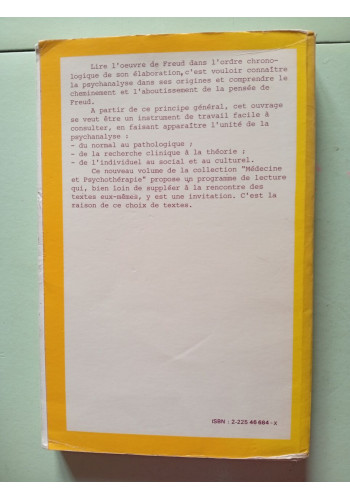 Lire l'oeuvre de Freud dans l'ordre chrono-
logique de son élaboration, c'est vouloir connaître
la psychanalyse dans ses origines et comprendre le
cheminement et l'aboutissement de la pensée de
Freud.
A partir de ce principe général, cet ouvrage
se veut être un instrument de travail facile à
consulter, en faisant apparaître l'unité de la
psychanalyse :
- du normal au pathologique ;
- de la recherche clinique à la théorie ;
- de l'individuel au social et au culturel.
Ce nouveau volume de la collection "Médecine
et Psychothérapie" propose un programme de lecture
qui, bien loin de suppléer à la rencontre des
textes eux-mêmes, y est une invitation. C'est la
raison de ce choix de textes.
ISBN : 2-225 46 664-x